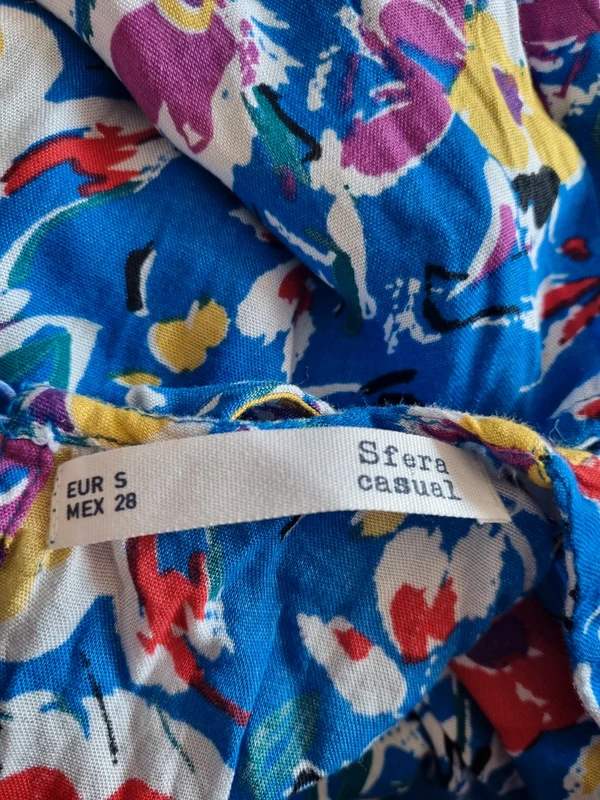 EUR S
MEX 28
Sfera
casual